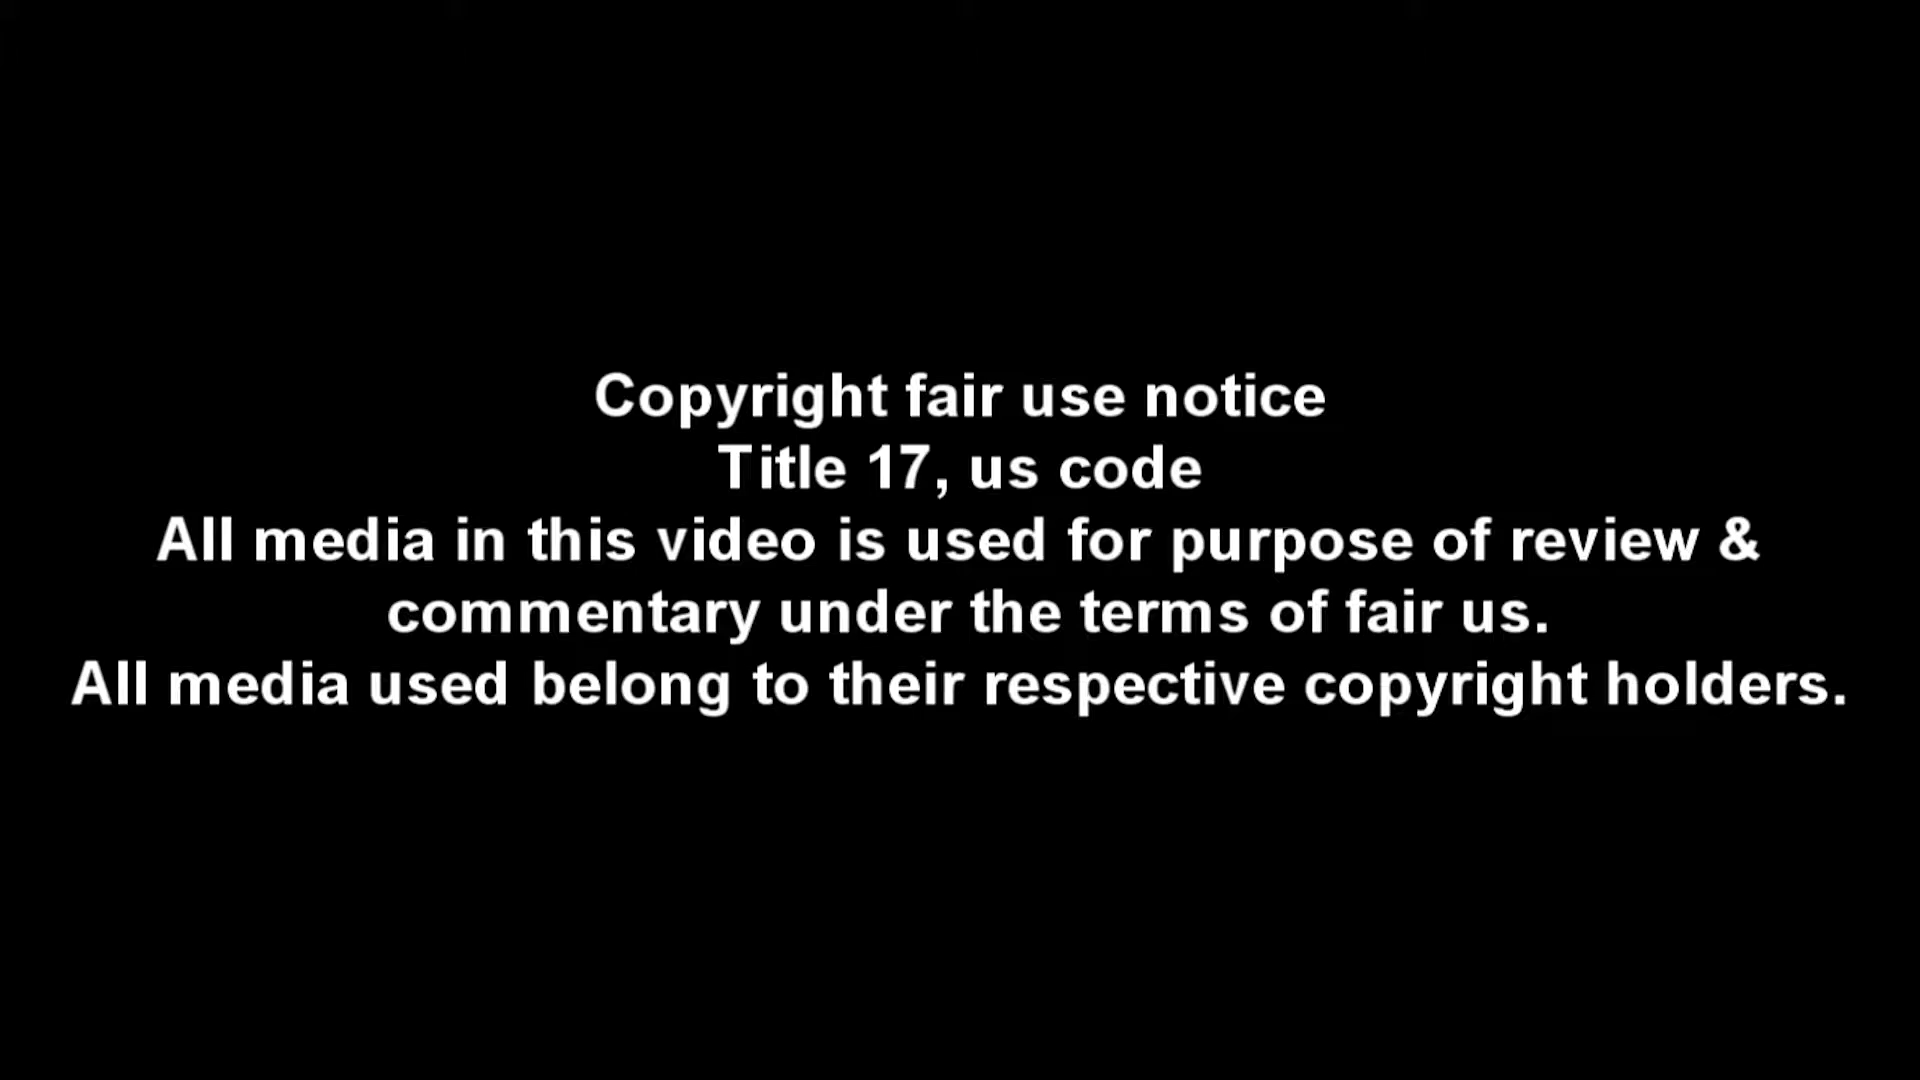 Copyright fair use notice
Title 17, us code
All media in this video is used for purpose of review &
commentary under the terms of fair us.
All media used belong to their respective copyright holders.